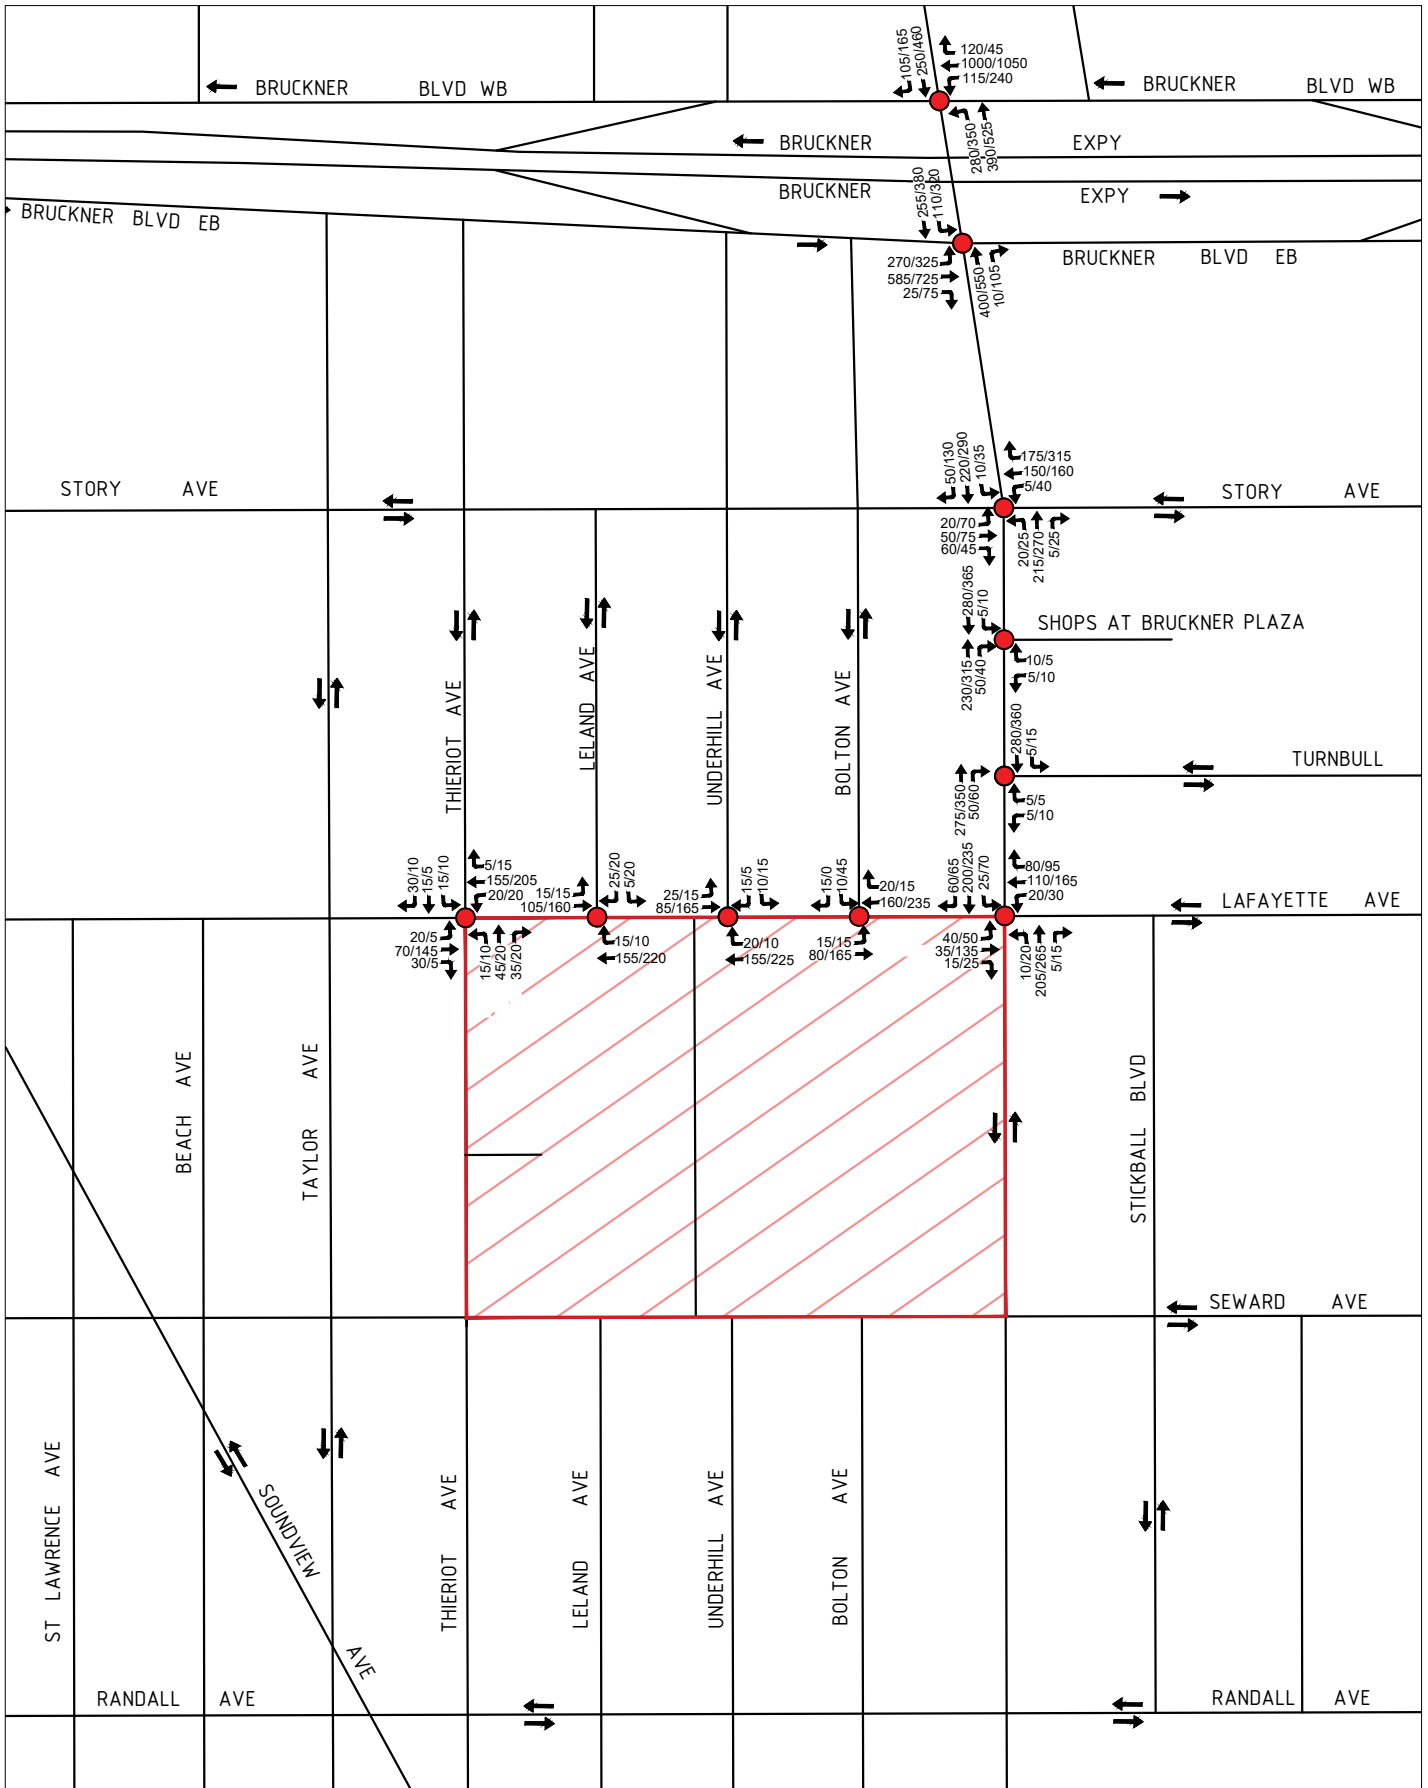 105/165
250/460
120/45
1000/1050
115/240
BRUCKNER BLVD WB
BRUCKNER BLVD WB
280/350
390/525
BRUCKNER EXPY
BRUCKNER EXPY
255/380
110/320
BRUCKNER BLVD EB
270/325
585/725
25/75
400/550
10/105
BRUCKNER BLVD EB
50/130
220/290
10/35
175/315
150/160
5/40
STORY AVE
STORY AVE
20/70
50/75
60/45
20/25
215/270
5/25
280/365
5/10
SHOPS AT BRUCKNER PLAZA
230/315
50/40
10/5
5/10
THIERIOT AVE
LELAND AVE
UNDERHILL AVE
BOLTON AVE
280/360
5/15
TURNBULL
275/350
50/60
5/5
5/10
30/10
15/5
15/10
5/15
155/205
20/20
15/15
105/160
25/20
5/20
25/15
85/165
15/5
10/15
15/0
10/45
20/15
160/235
60/65
200/235
25/70
80/95
110/165
20/30
LAFAYETTE AVE
20/5
70/145
30/5
15/10
45/20
35/20
15/10
155/220
20/10
155/225
15/15
80/165
40/50
35/135
15/25
10/20
205/265
5/15
BEACH AVE
TAYLOR AVE
STICKBALL BLVD
SEWARD AVE
ST LAWRENCE AVE
SOUNDVIEW AVE
THIERIOT AVE
LELAND AVE
UNDERHILL AVE
BOLTON AVE
RANDALL AVE
RANDALL AVE